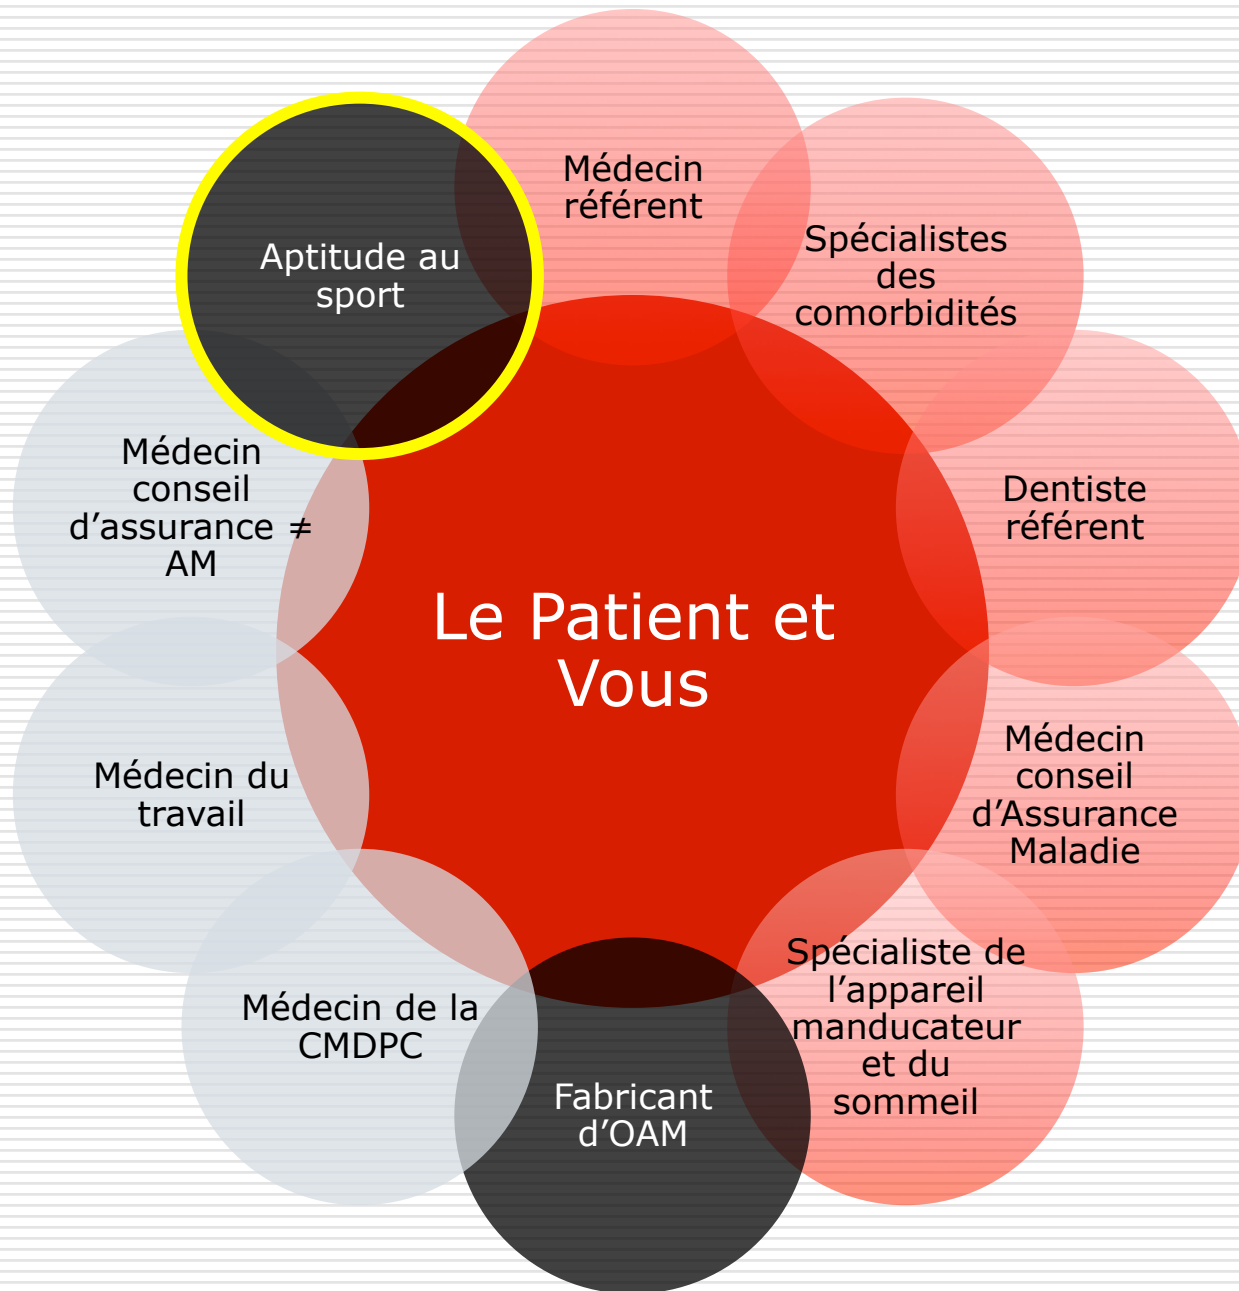 Médecin
référent
Spécialistes
des
comorbidités
Dentiste
référent
Médecin
conseil
d’Assurance
Maladie
Spécialiste de
l’appareil
manducateur
et du
sommeil
Fabricant
d’OAM
Médecin de la
CMDPC
Médecin du
travail
Médecin
conseil
d’assurance ≠
AM
Aptitude au
sport
Le Patient et
Vous